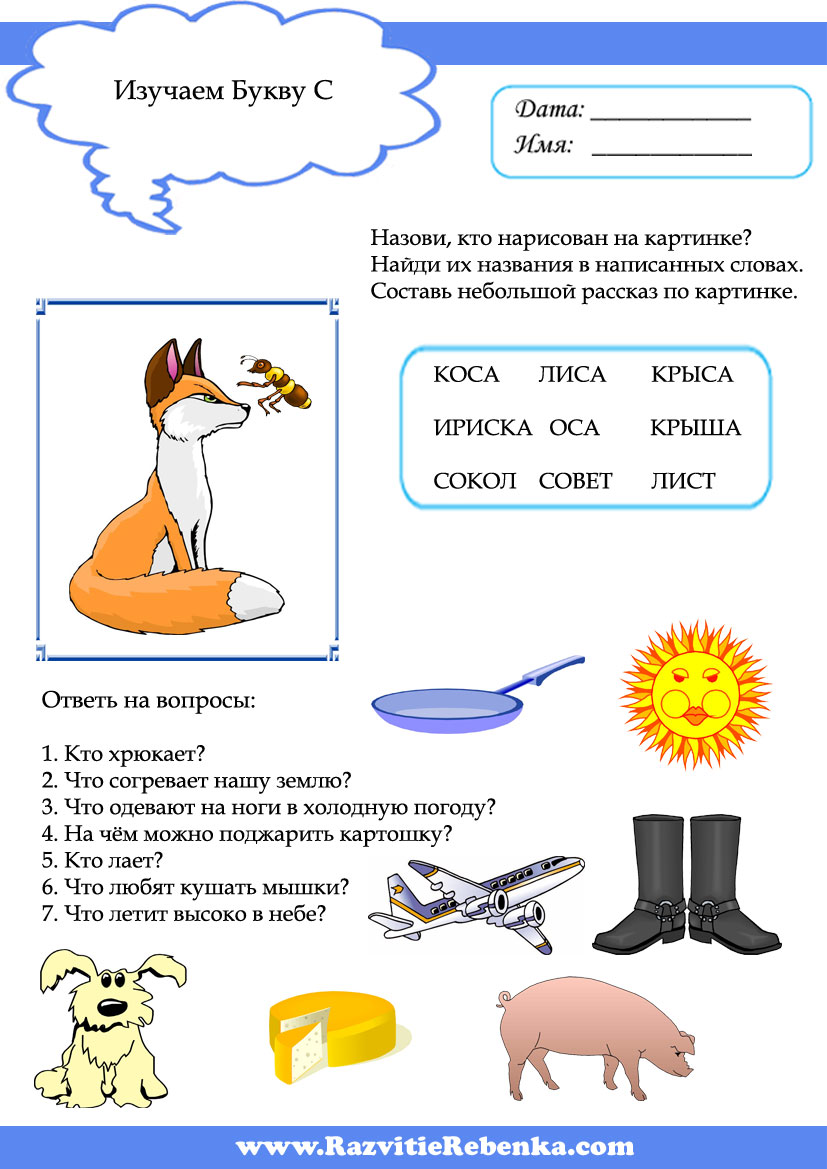 Изучаем Букву С
Дата: _____________
Имя: _____________
Назови, кто нарисован на картинке?
Найди их названия в написанных словах.
Составь небольшой рассказ по картинке.
КОСА ЛИСА КРЫСА
ИРИСКА ОСА КРЫША
СОКОЛ СОВЕТ ЛИСТ
Ответь на вопросы:
1. Кто хрюкает?
2. Что согревает нашу землю?
3. Что одевают на ноги в холодную погоду?
4. На чём можно поджарить картошку?
5. Кто лает?
6. Что любят кушать мышки?
7. Что летит высоко в небе?
www.RazvitieRebenka.com